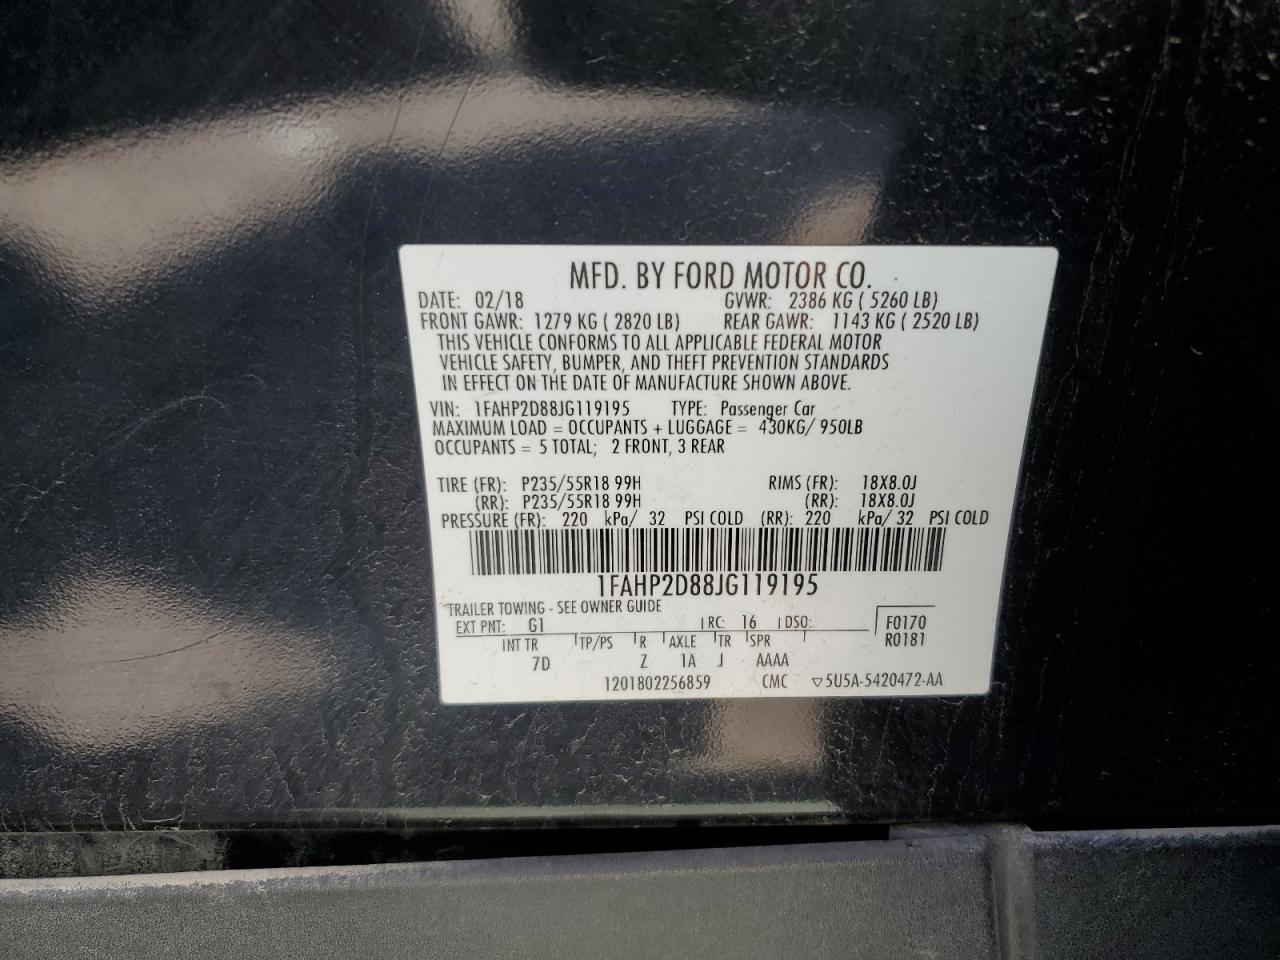 MFD. BY FORD MOTOR CO.
DATE: 02/18 GVWR: 2386 KG ( 5260 LB)
FRONT GAWR: 1279 KG ( 2820 LB) REAR GAWR: 1143 KG ( 2520 LB)
THIS VEHICLE CONFORMS TO ALL APPLICABLE FEDERAL MOTOR
VEHICLE SAFETY, BUMPER, AND THEFT PREVENTION STANDARDS
IN EFFECT ON THE DATE OF MANUFACTURE SHOWN ABOVE.
VIN: 1FAHP2D88JG119195 TYPE: Passenger Car
MAXIMUM LOAD = OCCUPANTS + LUGGAGE = 430KG/ 950LB
OCCUPANTS = 5 TOTAL; 2 FRONT, 3 REAR
TIRE (FR): P235/55R18 99H RIMS (FR): 18X8.0J
(RR): P235/55R18 99H (RR): 18X8.0J
PRESSURE (FR): 220 kPa/ 32 PSI COLD (RR): 220 kPa/ 32 PSI COLD
1FAHP2D88JG119195
TRAILER TOWING - SEE OWNER GUIDE
EXT PNT: G1 RC: 16 DSO: F0170
INT TR TP/PS R AXLE TR SPR R0181
7D Z 1A J AAAA
1201802256859 CMC ▽5U5A-5420472-AA